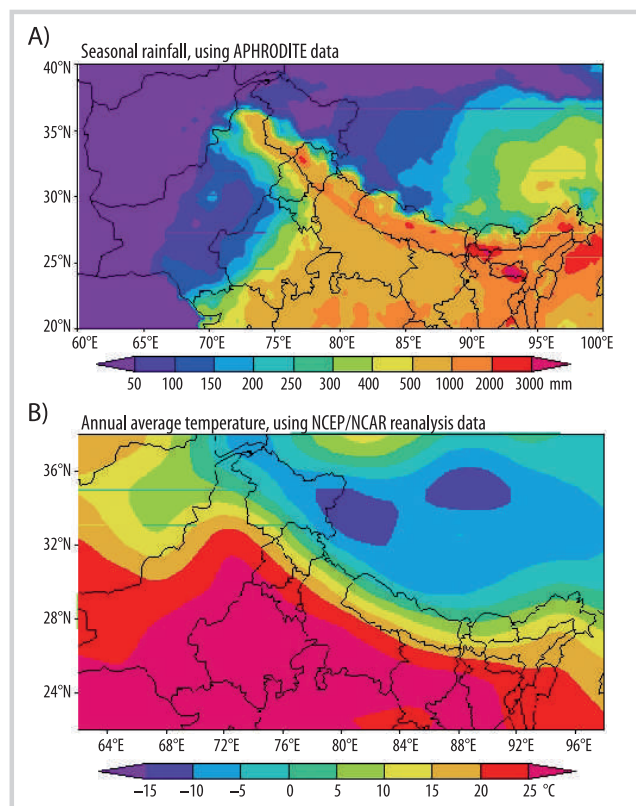 A)
Seasonal rainfall, using APHRODITE data
40°N
35°N
30°N
25°N
20°N
60°E 65°E 70°E 75°E 80°E 85°E 90°E 95°E 100°E
50 100 150 200 250 300 400 500 1000 2000 3000 mm
B)
Annual average temperature, using NCEP/NCAR reanalysis data
36°N
32°N
28°N
24°N
64°E 68°E 72°E 76°E 80°E 84°E 88°E 92°E 96°E
–15 –10 –5 0 5 10 15 20 25 °C